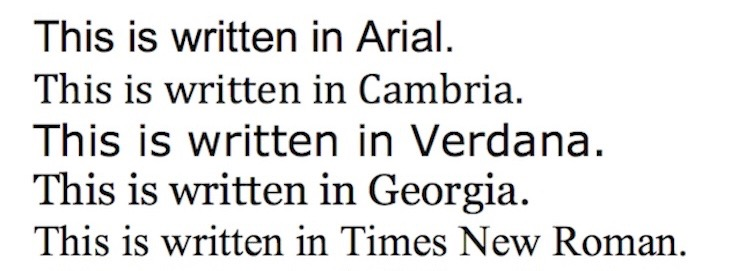 This is written in Arial.
This is written in Cambria.
This is written in Verdana.
This is written in Georgia.
This is written in Times New Roman.